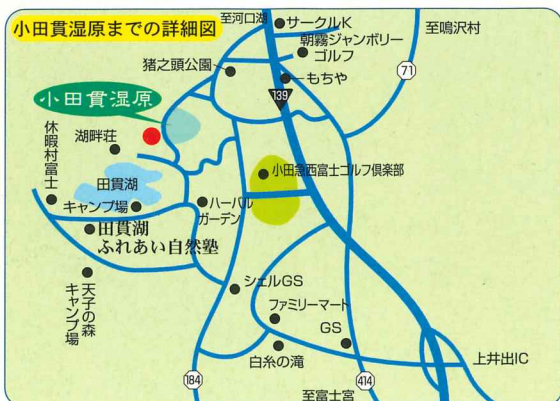 小田貫湿原までの詳細図
至河口湖
サークルK
至鳴沢村
朝霧ジャンボリー
ゴルフ
71
猪之頭公園
もちや
139
小田貫湿原
休暇村富士
湖畔荘
田貫湖
小田急西富士ゴルフ倶楽部
キャンプ場
ハーバル
ガーデン
田貫湖
ふれあい自然塾
天子の森
キャンプ場
シェルGS
ファミリーマート
GS
白糸の滝
上井出IC
184
至富士宮
414